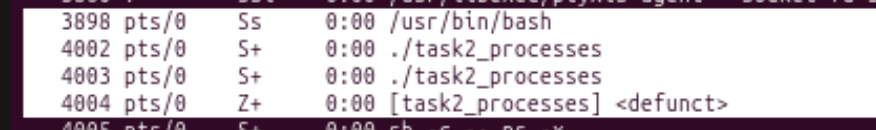 3898 pts/0    Ss     0:00 /usr/bin/bash
4002 pts/0    S+     0:00 ./task2_processes
4003 pts/0    S+     0:00 ./task2_processes
4004 pts/0    Z+     0:00 [task2_processes] <defunct>